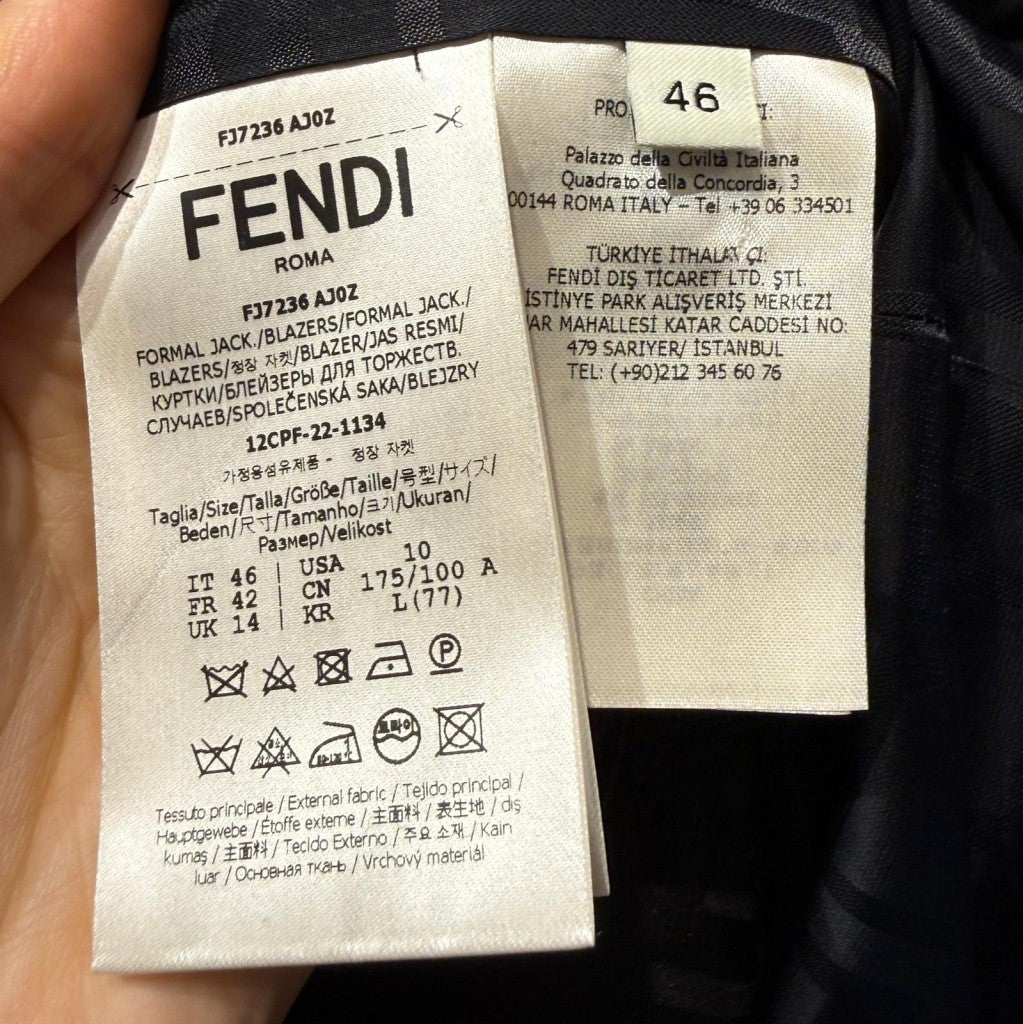 FJ7236 AJ0Z
FENDI
ROMA
FJ7236 AJ0Z
FORMAL JACK./BLAZERS/FORMAL JACK./
BLAZERS/정장 자켓/BLAZER/JAS RESMI/
КУРТКИ/БЛЕЙЗЕРЫ ДЛЯ ТОРЖЕСТВ.
СЛУЧАЕВ/SPOLEČENSKÁ SAKA/BLEJZRY
12CPF-22-1134
가정용섬유제품 - 정장 자켓
Taglia/Size/Talla/Größe/Taille/号型/サイズ/
Beden/尺寸/Tamanho/크기/Ukuran/
Размер/Velikost
IT 46 | USA 10
FR 42 | CN 175/100 A
UK 14 | KR L(77)
P
Tessuto principale / External fabric / Tejido principal /
Hauptgewebe / Étoffe externe / 主面料 / 表生地 / dış
kumaş / 主面料 / Tecido Externo / 주요 소재 / Kain
luar / Основная ткань / Vrchový materiál
46
PRO
Palazzo della Civiltà Italiana
Quadrato della Concordia, 3
00144 ROMA ITALY - Tel +39 06 334501
TÜRKİYE İTHALATÇI:
FENDİ DIŞ TİCARET LTD. ŞTİ.
İSTİNYE PARK ALIŞVERİŞ MERKEZİ
AR MAHALLESİ KATAR CADDESİ NO:
479 SARIYER/ İSTANBUL
TEL: (+90)212 345 60 76